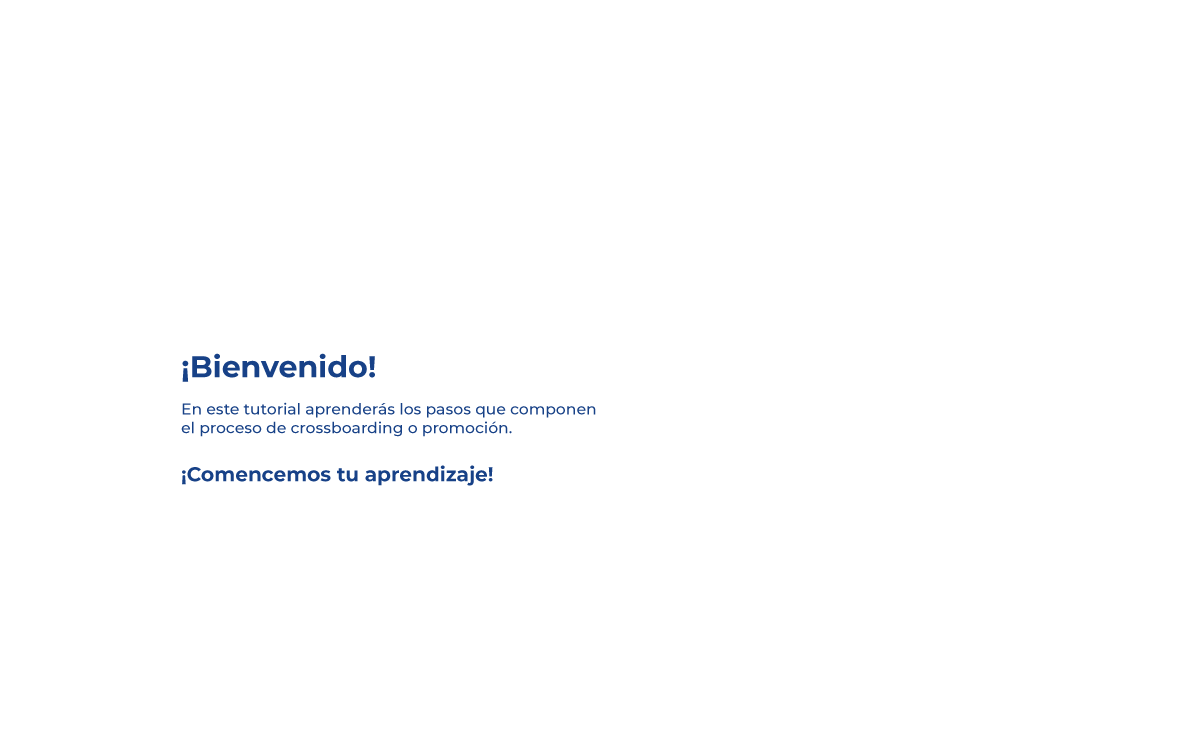 ¡Bienvenido!
En este tutorial aprenderás los pasos que componen
el proceso de crossboarding o promoción.
¡Comencemos tu aprendizaje!